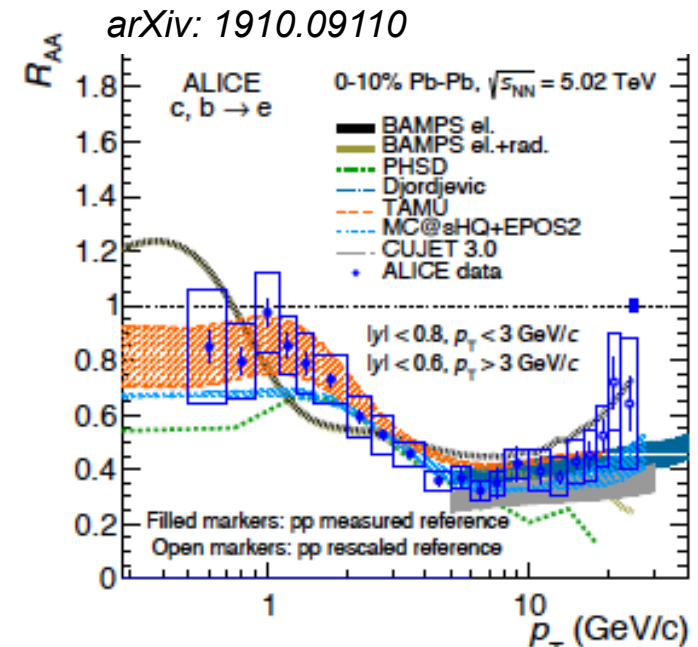 arXiv: 1910.09110
R_AA
ALICE
c, b → e
0-10% Pb-Pb, √s_NN = 5.02 TeV
BAMPS el.
BAMPS el.+rad.
PHSD
Djordjevic
TAMU
MC@sHQ+EPOS2
CUJET 3.0
ALICE data
|y| < 0.8, p_T < 3 GeV/c
|y| < 0.6, p_T > 3 GeV/c
Filled markers: pp measured reference
Open markers: pp rescaled reference
1.8
1.6
1.4
1.2
1
0.8
0.6
0.4
0.2
0
1
10
p_T (GeV/c)